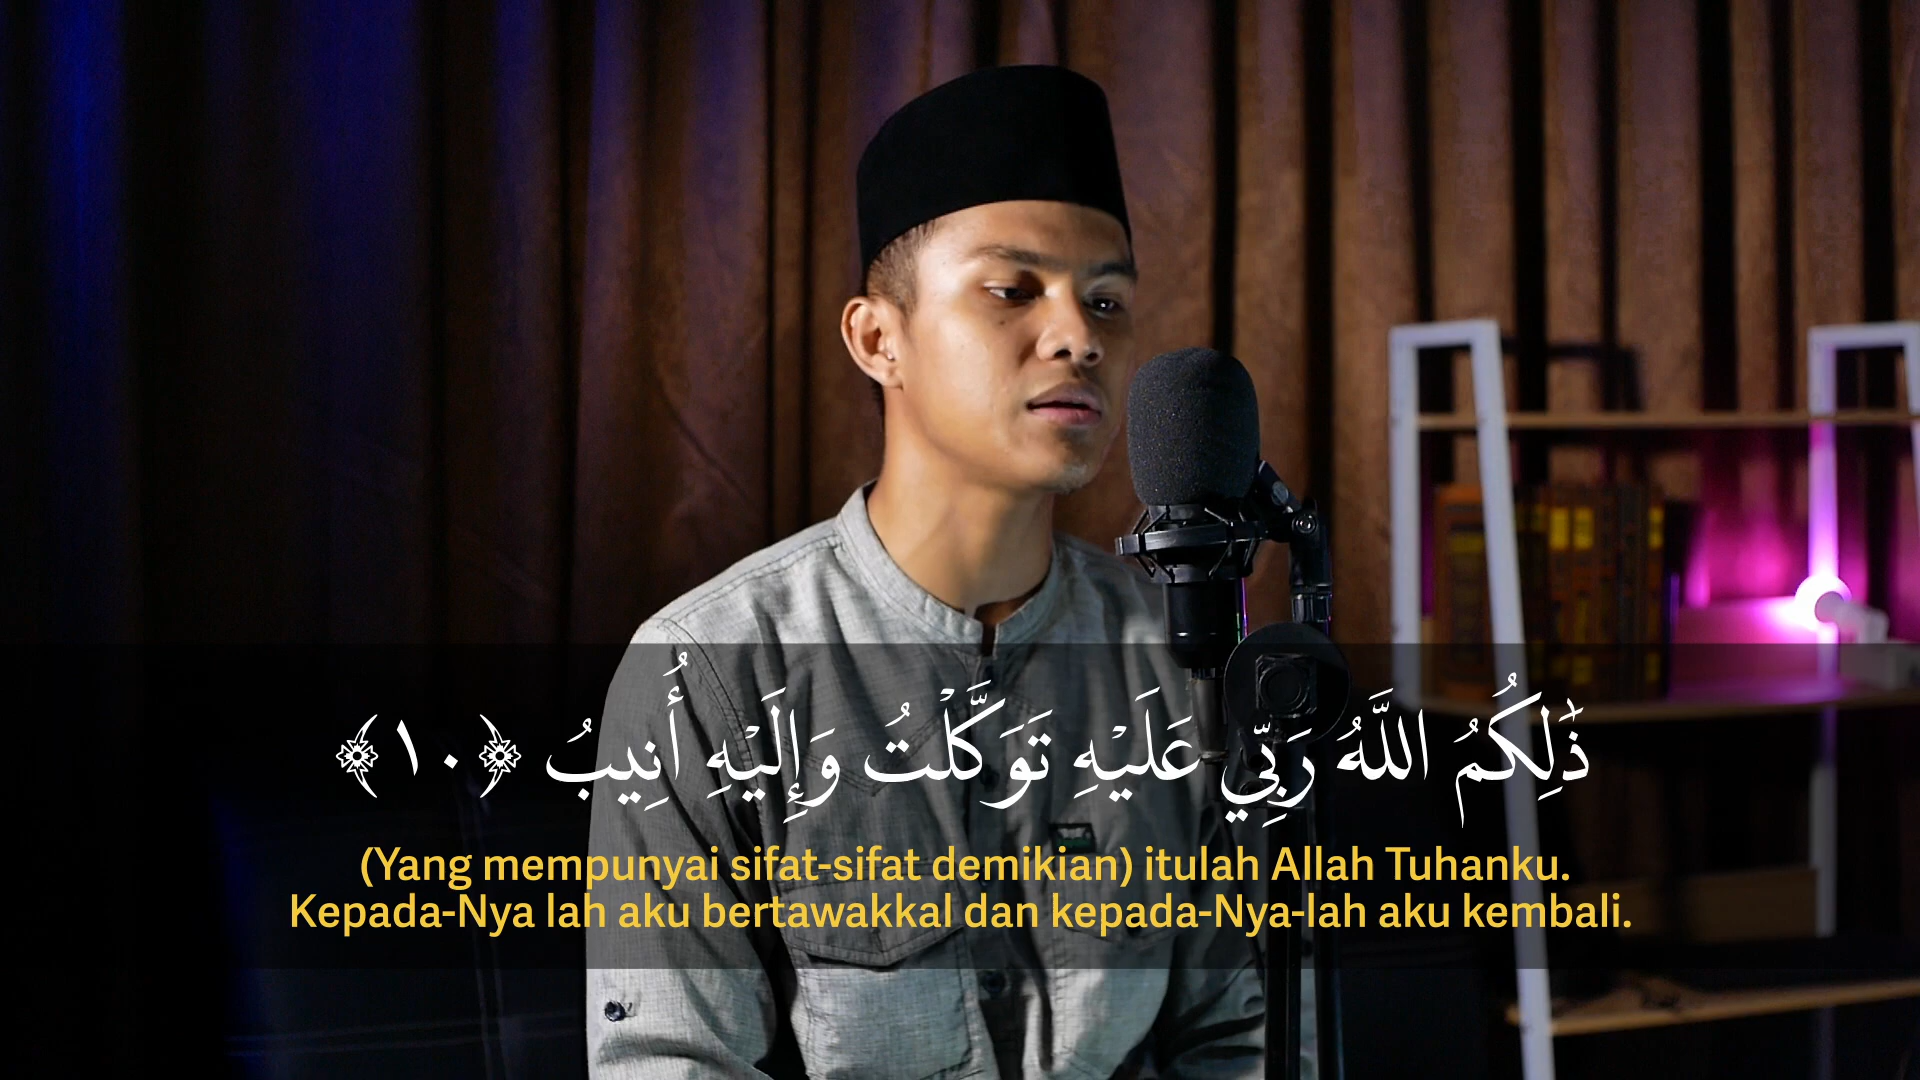 ذَٰلِكُمُ اللَّهُ رَبِّي عَلَيْهِ تَوَكَّلْتُ وَإِلَيْهِ أُنِيبُ ﴿١٠﴾
(Yang mempunyai sifat-sifat demikian) itulah Allah Tuhanku.
Kepada-Nya lah aku bertawakkal dan kepada-Nya-lah aku kembali.